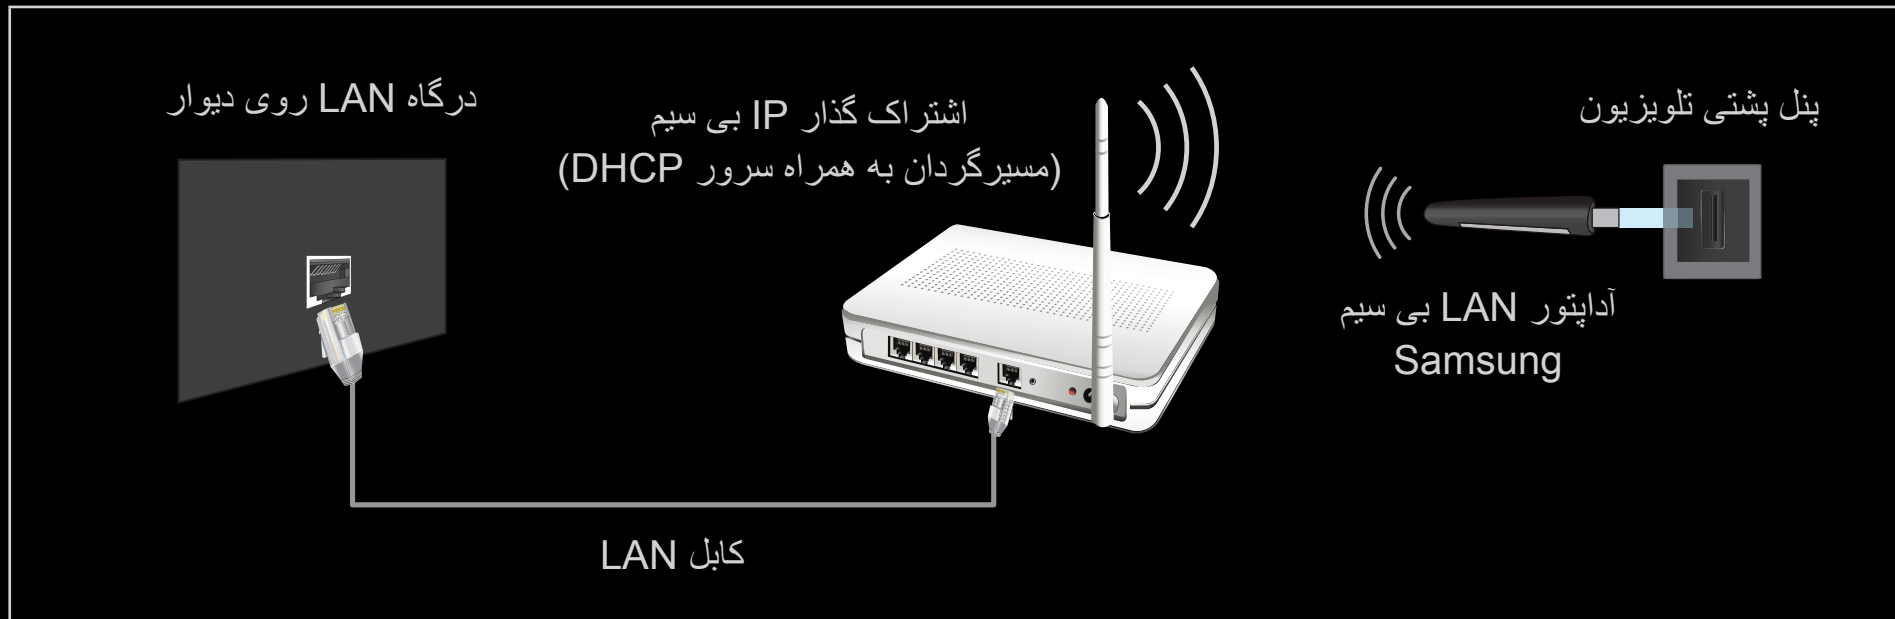 پنل پشتی تلویزیون
اشتراک گذار IP بی سیم
(مسیرگردان به همراه سرور DHCP)
درگاه LAN روی دیوار
آداپتور LAN بی سیم
Samsung
کابل LAN